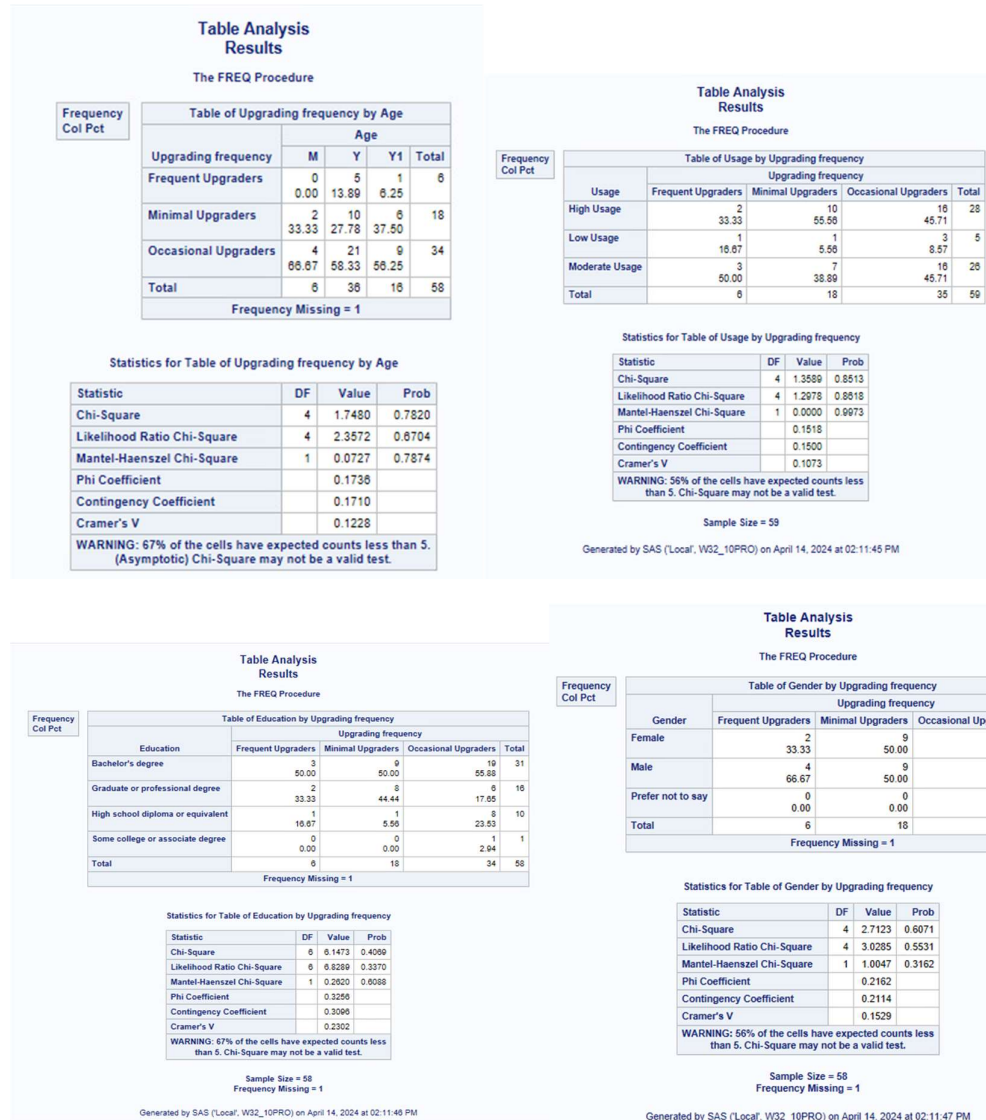 Table Analysis
Results
The FREQ Procedure
Frequency
Col Pct
Table of Upgrading frequency by Age
Age
Upgrading frequency M Y Y1 Total
Frequent Upgraders 0 5 1 6
0.00 13.89 6.25
Minimal Upgraders 2 10 6 18
33.33 27.78 37.50
Occasional Upgraders 4 21 9 34
66.67 58.33 56.25
Total 6 36 16 58
Frequency Missing = 1
Statistics for Table of Upgrading frequency by Age
Statistic DF Value Prob
Chi-Square 4 1.7480 0.7820
Likelihood Ratio Chi-Square 4 2.3572 0.6704
Mantel-Haenszel Chi-Square 1 0.0727 0.7874
Phi Coefficient 0.1736
Contingency Coefficient 0.1710
Cramer's V 0.1228
WARNING: 67% of the cells have expected counts less than 5.
(Asymptotic) Chi-Square may not be a valid test.
Table Analysis
Results
The FREQ Procedure
Frequency
Col Pct
Table of Usage by Upgrading frequency
Upgrading frequency
Usage Frequent Upgraders Minimal Upgraders Occasional Upgraders Total
High Usage 2 10 16 28
33.33 55.56 45.71
Low Usage 1 1 3 5
16.67 5.56 8.57
Moderate Usage 3 7 16 26
50.00 38.89 45.71
Total 6 18 35 59
Statistics for Table of Usage by Upgrading frequency
Statistic DF Value Prob
Chi-Square 4 1.3589 0.8513
Likelihood Ratio Chi-Square 4 1.2978 0.8618
Mantel-Haenszel Chi-Square 1 0.0000 0.9973
Phi Coefficient 0.1518
Contingency Coefficient 0.1500
Cramer's V 0.1073
WARNING: 56% of the cells have expected counts less
than 5. Chi-Square may not be a valid test.
Sample Size = 59
Generated by SAS ('Local', W32_10PRO) on April 14, 2024 at 02:11:45 PM
Table Analysis
Results
The FREQ Procedure
Frequency
Col Pct
Table of Education by Upgrading frequency
Upgrading frequency
Education Frequent Upgraders Minimal Upgraders Occasional Upgraders Total
Bachelor's degree 3 9 19 31
50.00 50.00 55.88
Graduate or professional degree 2 8 6 16
33.33 44.44 17.65
High school diploma or equivalent 1 1 8 10
16.67 5.56 23.53
Some college or associate degree 0 0 1 1
0.00 0.00 2.94
Total 6 18 34 58
Frequency Missing = 1
Statistics for Table of Education by Upgrading frequency
Statistic DF Value Prob
Chi-Square 6 6.1473 0.4069
Likelihood Ratio Chi-Square 6 6.8289 0.3370
Mantel-Haenszel Chi-Square 1 0.2620 0.6088
Phi Coefficient 0.3256
Contingency Coefficient 0.3096
Cramer's V 0.2302
WARNING: 67% of the cells have expected counts less
than 5. Chi-Square may not be a valid test.
Sample Size = 58
Frequency Missing = 1
Generated by SAS ('Local', W32_10PRO) on April 14, 2024 at 02:11:46 PM
Table Analysis
Results
The FREQ Procedure
Frequency
Col Pct
Table of Gender by Upgrading frequency
Upgrading frequency
Gender Frequent Upgraders Minimal Upgraders Occasional Up
Female 2 9
33.33 50.00
Male 4 9
66.67 50.00
Prefer not to say 0 0
0.00 0.00
Total 6 18
Frequency Missing = 1
Statistics for Table of Gender by Upgrading frequency
Statistic DF Value Prob
Chi-Square 4 2.7123 0.6071
Likelihood Ratio Chi-Square 4 3.0285 0.5531
Mantel-Haenszel Chi-Square 1 1.0047 0.3162
Phi Coefficient 0.2162
Contingency Coefficient 0.2114
Cramer's V 0.1529
WARNING: 56% of the cells have expected counts less
than 5. Chi-Square may not be a valid test.
Sample Size = 58
Frequency Missing = 1
Generated by SAS ('Local', W32_10PRO) on April 14, 2024 at 02:11:47 PM